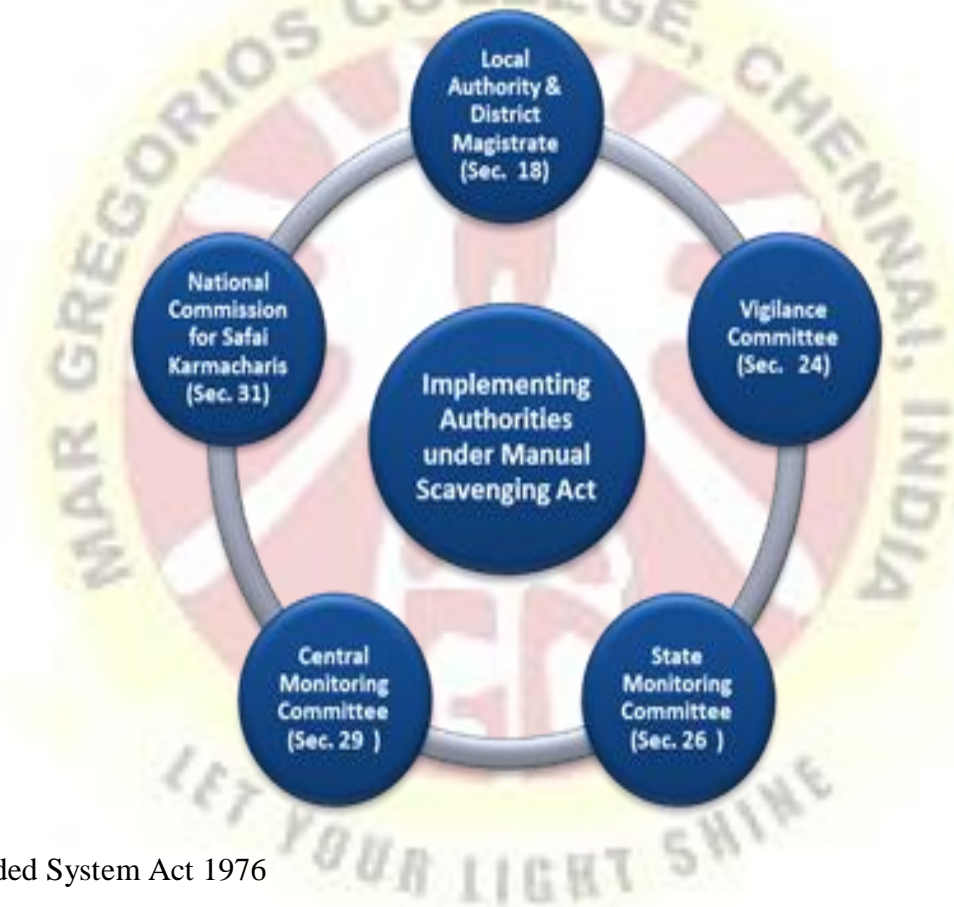 MAR GREGORIOS COLLEGE, CHENNAI, INDIA
Local
Authority &
District
Magistrate
(Sec. 18)
Vigilance
Committee
(Sec. 24)
State
Monitoring
Committee
(Sec. 26 )
Central
Monitoring
Committee
(Sec. 29 )
National
Commission
for Safai
Karmacharis
(Sec. 31)
Implementing
Authorities
under Manual
Scavenging Act
LET YOUR LIGHT SHINE
ded System Act 1976